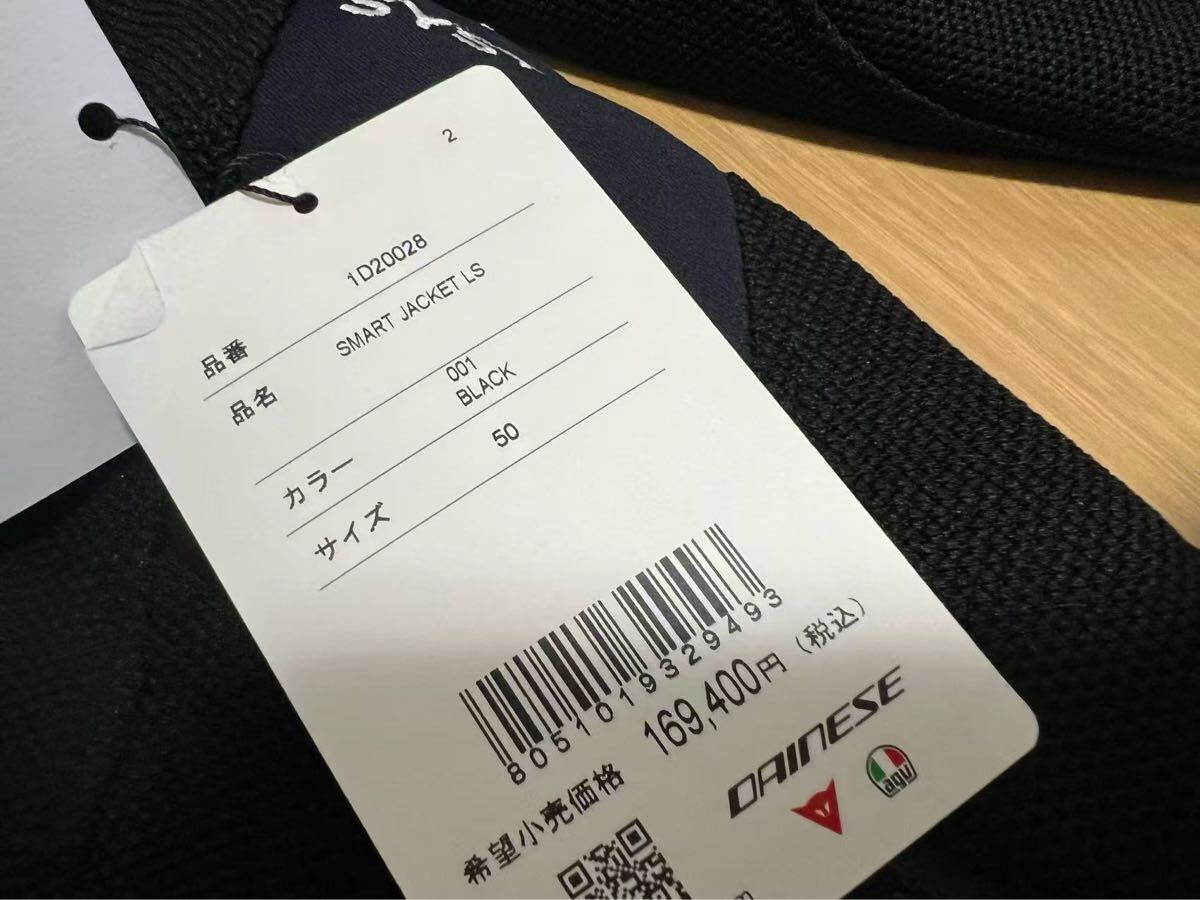 2
品番 1D20028
品名 SMART JACKET LS
カラー 001
BLACK
サイズ 50
8051019329493
希望小売価格 169,400円(税込)
DAINESE
agv